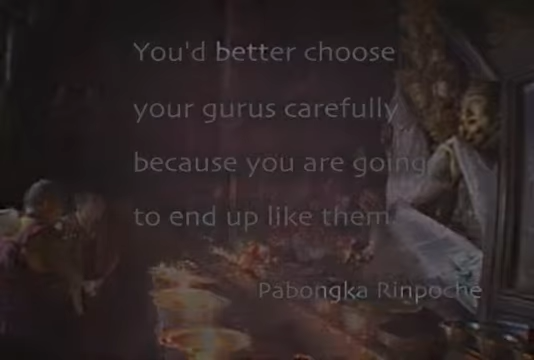 You'd better choose
your gurus carefully
because you are going
to end up like them
Pabongka Rinpoche